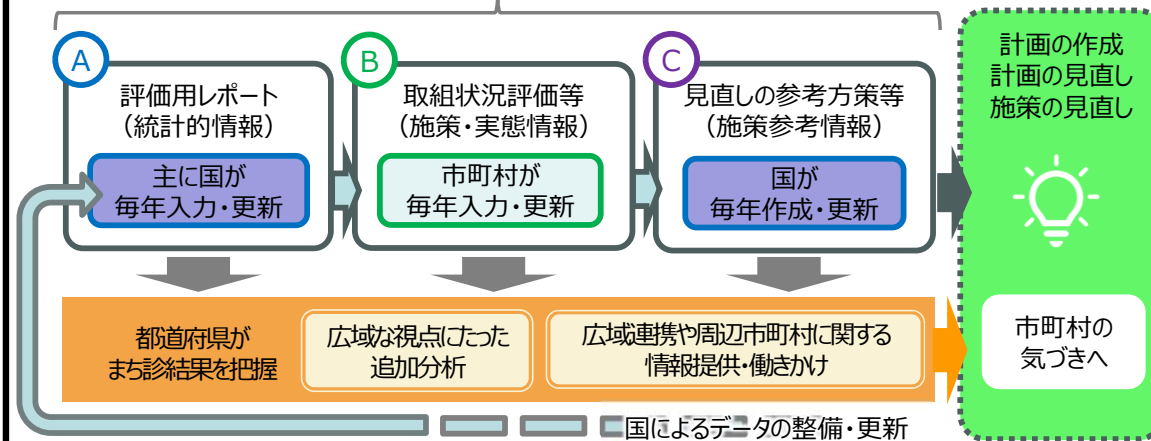 A
評価用レポート
（統計的情報）
主に国が
毎年入力・更新
B
取組状況評価等
（施策・実態情報）
市町村が
毎年入力・更新
C
見直しの参考方策等
（施策参考情報）
国が
毎年作成・更新
計画の作成
計画の見直し
施策の見直し
都道府県が
まち診結果を把握
広域な視点にたった
追加分析
広域連携や周辺市町村に関する
情報提供・働きかけ
市町村の
気づきへ
国によるデータの整備・更新